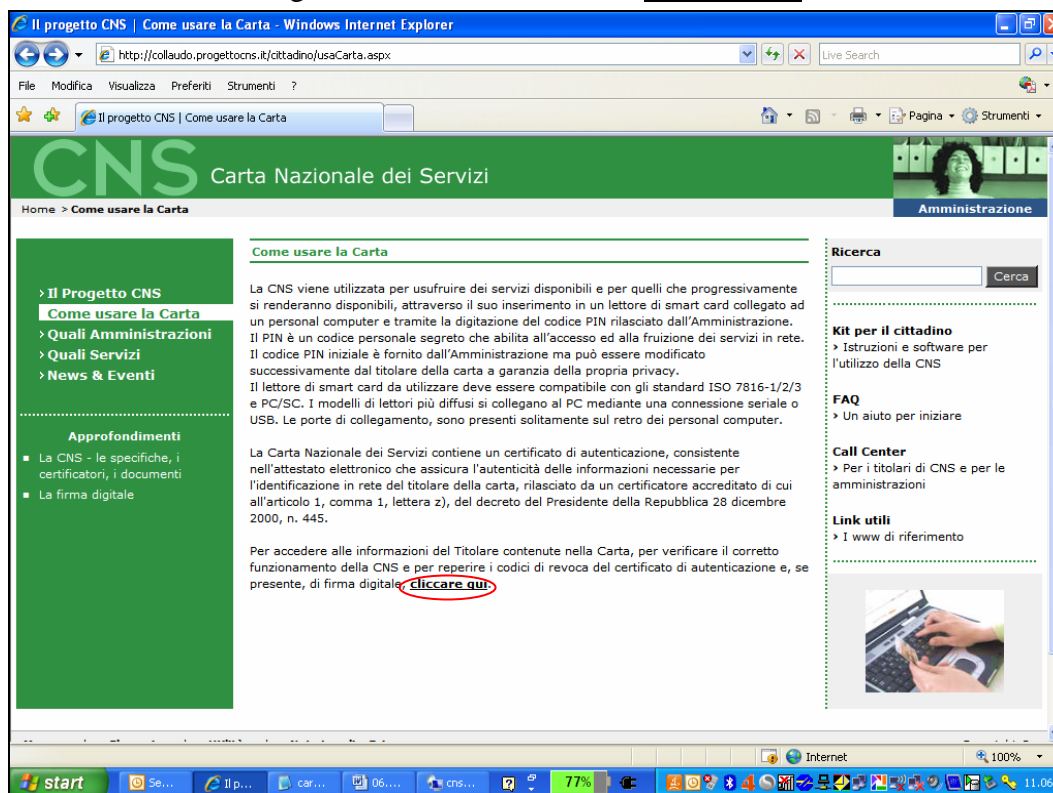 Il progetto CNS | Come usare la Carta - Windows Internet Explorer
http://collaudo.progettocns.it/cittadino/usaCarta.aspx
Live Search
File Modifica Visualizza Preferiti Strumenti ?
Il progetto CNS | Come usare la Carta
Pagina Strumenti
CNS Carta Nazionale dei Servizi
Home > Come usare la Carta
Amministrazione
> Il Progetto CNS
Come usare la Carta
> Quali Amministrazioni
> Quali Servizi
> News & Eventi
Approfondimenti
La CNS - le specifiche, i
certificatori, i documenti
La firma digitale
Come usare la Carta
La CNS viene utilizzata per usufruire dei servizi disponibili e per quelli che progressivamente
si renderanno disponibili, attraverso il suo inserimento in un lettore di smart card collegato ad
un personal computer e tramite la digitazione del codice PIN rilasciato dall'Amministrazione.
Il PIN è un codice personale segreto che abilita all'accesso ed alla fruizione dei servizi in rete.
Il codice PIN iniziale è fornito dall'Amministrazione ma può essere modificato
successivamente dal titolare della carta a garanzia della propria privacy.
Il lettore di smart card da utilizzare deve essere compatibile con gli standard ISO 7816-1/2/3
e PC/SC. I modelli di lettori più diffusi si collegano al PC mediante una connessione seriale o
USB. Le porte di collegamento, sono presenti solitamente sul retro dei personal computer.
La Carta Nazionale dei Servizi contiene un certificato di autenticazione, consistente
nell'attestato elettronico che assicura l'autenticità delle informazioni necessarie per
l'identificazione in rete del titolare della carta, rilasciato da un certificatore accreditato di cui
all'articolo 1, comma 1, lettera z), del decreto del Presidente della Repubblica 28 dicembre
2000, n. 445.
Per accedere alle informazioni del Titolare contenute nella Carta, per verificare il corretto
funzionamento della CNS e per reperire i codici di revoca del certificato di autenticazione e, se
presente, di firma digitale, cliccare qui.
Ricerca
Cerca
Kit per il cittadino
> Istruzioni e software per
l'utilizzo della CNS
FAQ
> Un aiuto per iniziare
Call Center
> Per i titolari di CNS e per le
amministrazioni
Link utili
> I www di riferimento
Internet
100%
start
Se...
Il p...
car...
06....
cns...
77%
11.06